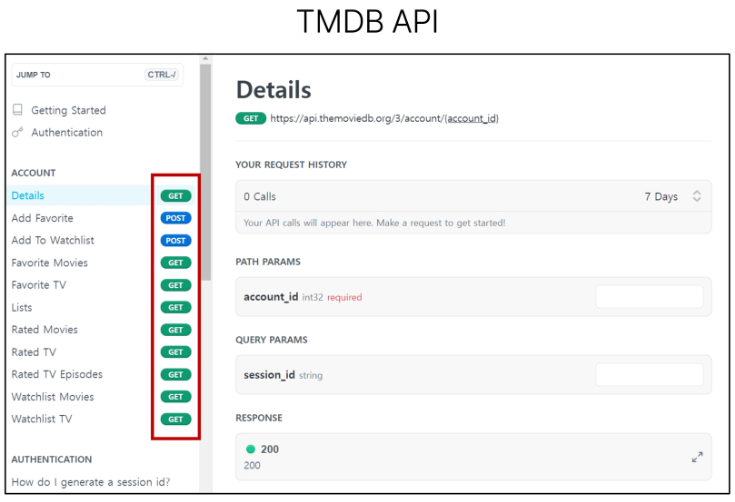 TMDB API
JUMP TO CTRL-/
Getting Started
Authentication
ACCOUNT
Details GET
Add Favorite POST
Add To Watchlist POST
Favorite Movies GET
Favorite TV GET
Lists GET
Rated Movies GET
Rated TV GET
Rated TV Episodes GET
Watchlist Movies GET
Watchlist TV GET
AUTHENTICATION
How do I generate a session id?
Details
GET https://api.themoviedb.org/3/account/{account_id}
YOUR REQUEST HISTORY
0 Calls 7 Days
Your API calls will appear here. Make a request to get started!
PATH PARAMS
account_id int32 required
QUERY PARAMS
session_id string
RESPONSE
200
200